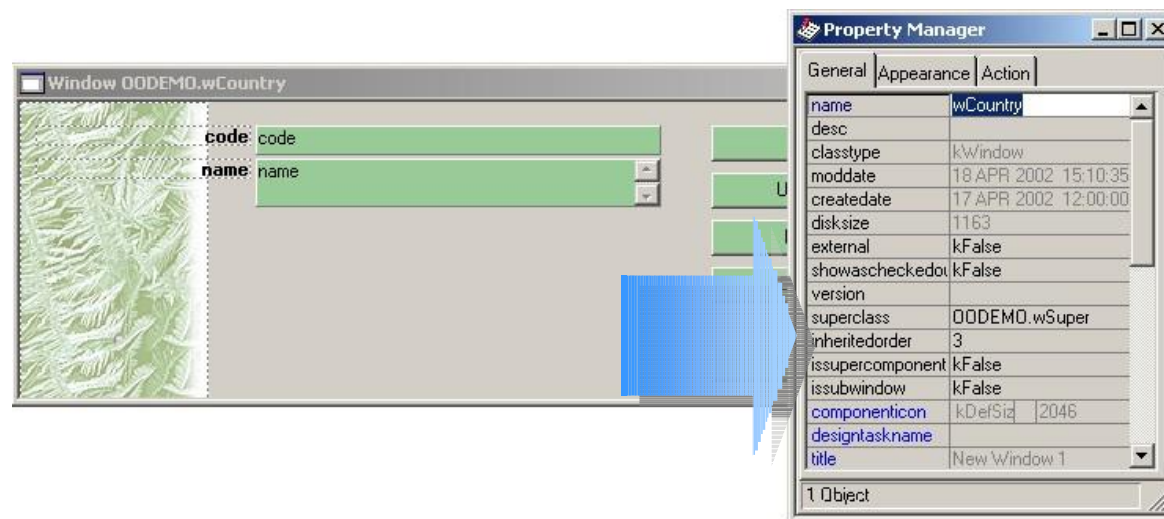 Property Manager
General Appearance Action
name wCountry
desc
classtype kWindow
moddate 18 APR 2002 15:10:35
createdate 17 APR 2002 12:00:00
disksize 1163
external kFalse
showascheckedou kFalse
version
superclass OODEMO.wSuper
inheritedorder 3
issupercomponent kFalse
issubwindow kFalse
componenticon kDefSiz 2046
designtaskname
title New Window 1
1 Object
Window OODEMO.wCountry
code code
name name
U